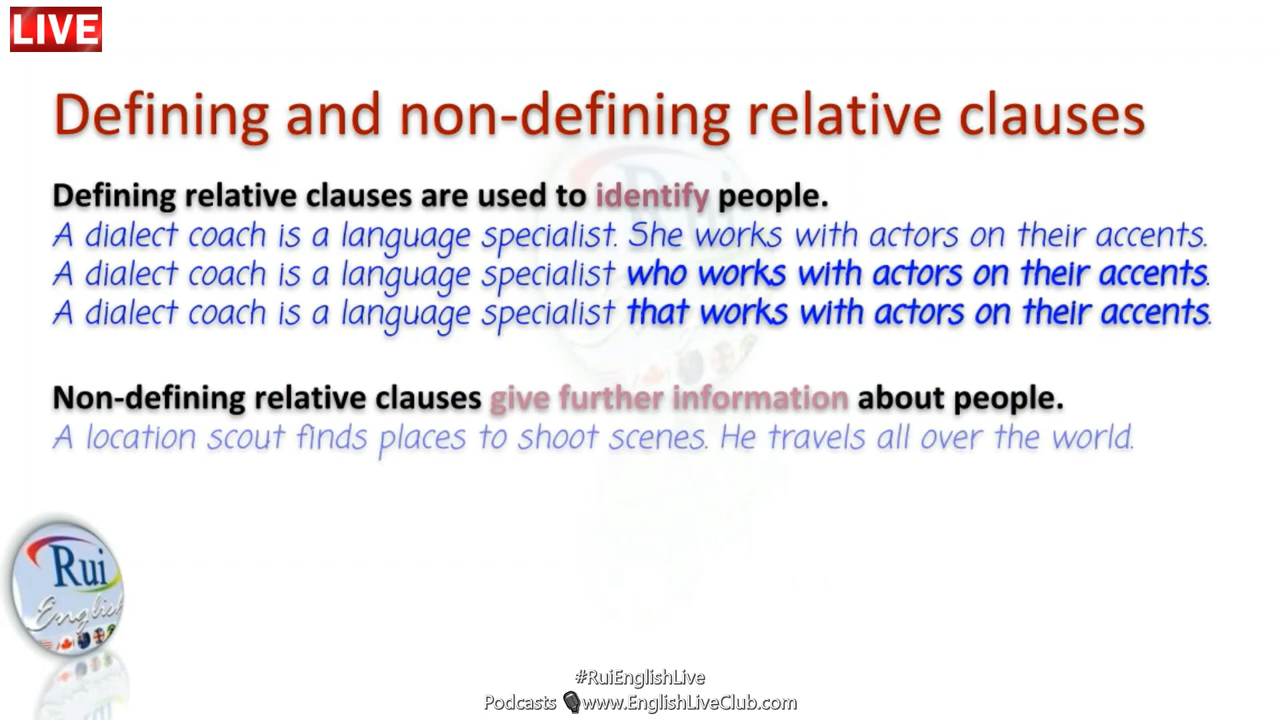 LIVE
Defining and non-defining relative clauses
Defining relative clauses are used to identify people.
A dialect coach is a language specialist. She works with actors on their accents.
A dialect coach is a language specialist who works with actors on their accents.
A dialect coach is a language specialist that works with actors on their accents.
Non-defining relative clauses give further information about people.
A location scout finds places to shoot scenes. He travels all over the world.
Rui
English
#RuiEnglishLive
Podcasts www.EnglishLiveClub.com